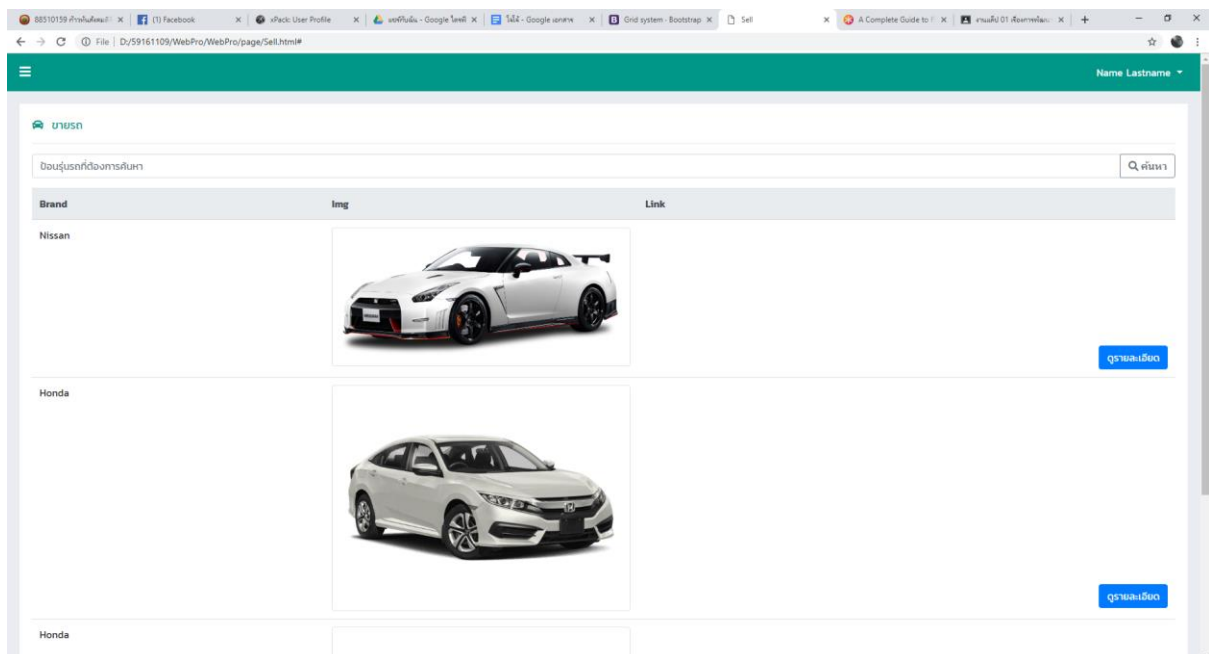 (1) Facebook
xPack: User Profile
Grid system - Bootstrap
Sell
A Complete Guide to
File | D:/59161109/WebPro/WebPro/page/Sell.html#
Name Lastname
ขายรถ
ป้อนรุ่นรถที่ต้องการค้นหา
ค้นหา
Brand Img Link
Nissan
ดูรายละเอียด
Honda
ดูรายละเอียด
Honda